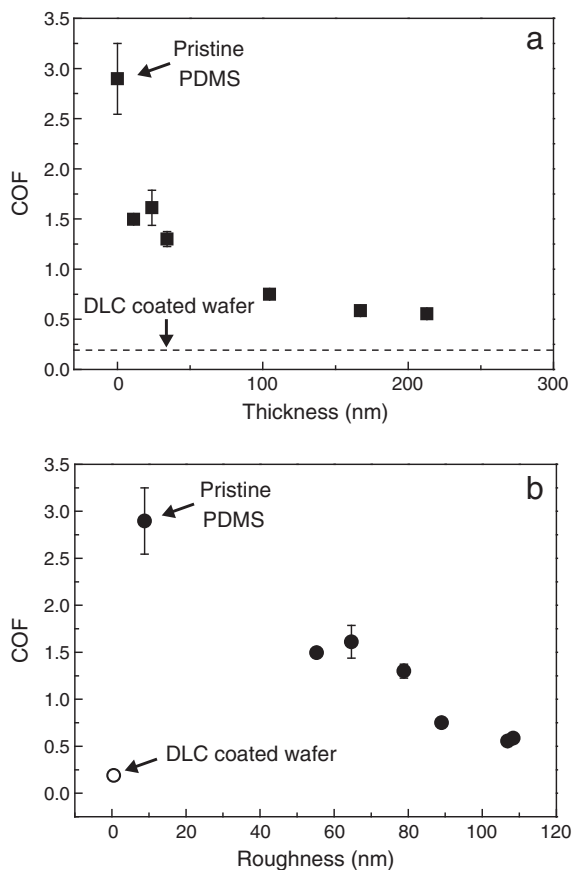 a
3.5
3.0
2.5
2.0
1.5
1.0
0.5
0.0
COF
Pristine
PDMS
DLC coated wafer
0 100 200 300
Thickness (nm)
b
3.5
3.0
2.5
2.0
1.5
1.0
0.5
0.0
COF
Pristine
PDMS
DLC coated wafer
0 20 40 60 80 100 120
Roughness (nm)